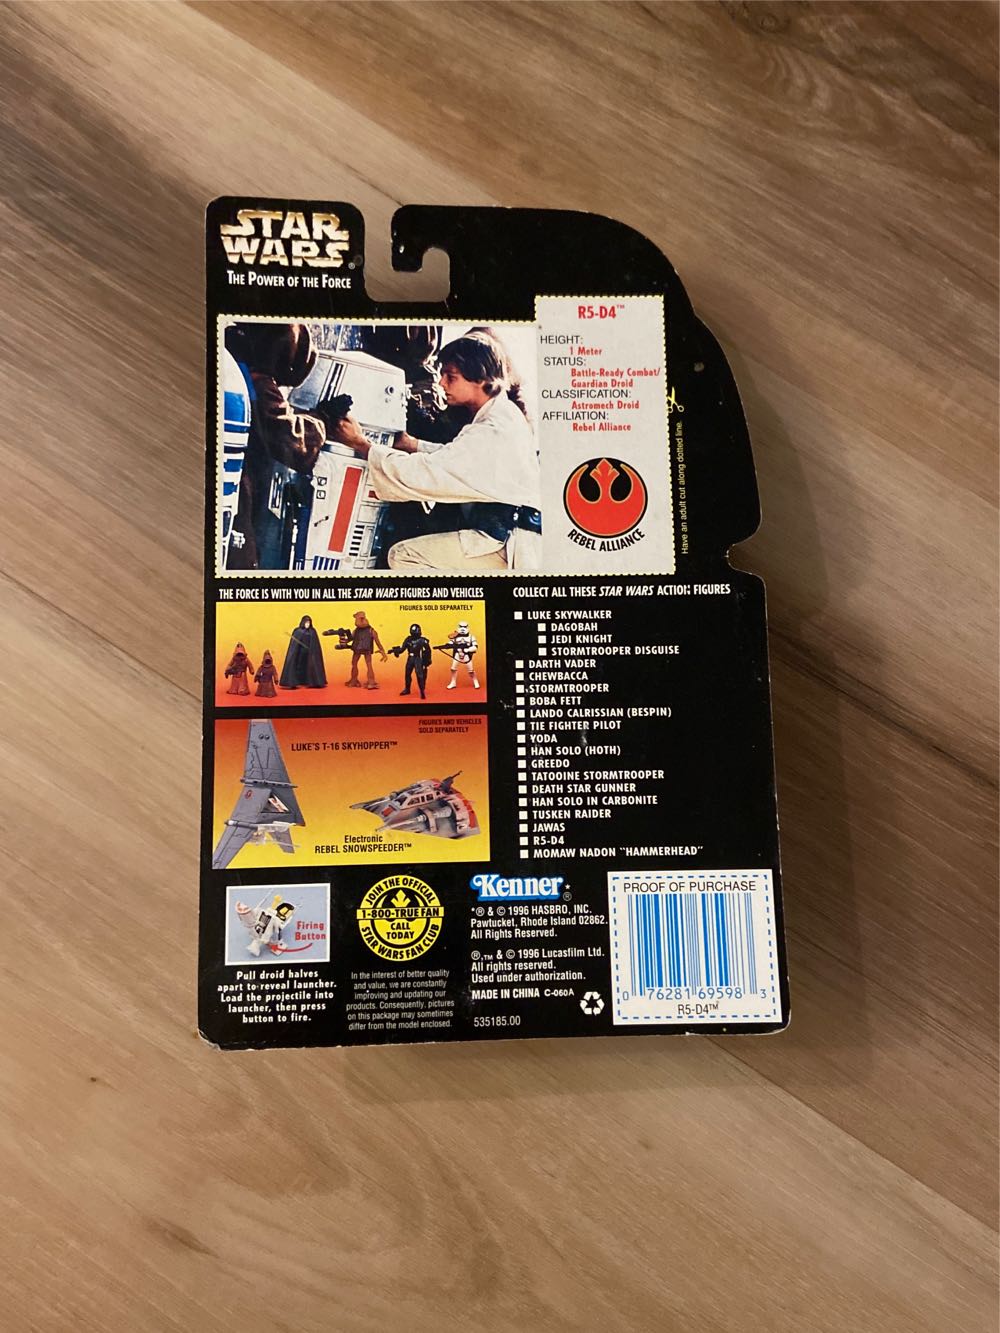 STAR
WARS®
THE POWER OF THE FORCE
R5-D4™
HEIGHT:
1 Meter
STATUS:
Battle-Ready Combat/
Guardian Droid
CLASSIFICATION:
Astromech Droid
AFFILIATION:
Rebel Alliance
REBEL ALLIANCE
Have an adult cut along dotted line.
THE FORCE IS WITH YOU IN ALL THE STAR WARS FIGURES AND VEHICLES
FIGURES SOLD SEPARATELY
FIGURES AND VEHICLES
SOLD SEPARATELY
LUKE'S T-16 SKYHOPPER™
Electronic
REBEL SNOWSPEEDER™
COLLECT ALL THESE STAR WARS ACTION FIGURES
LUKE SKYWALKER
DAGOBAH
JEDI KNIGHT
STORMTROOPER DISGUISE
DARTH VADER
CHEWBACCA
STORMTROOPER
BOBA FETT
LANDO CALRISSIAN (BESPIN)
TIE FIGHTER PILOT
YODA
HAN SOLO (HOTH)
GREEDO
TATOOINE STORMTROOPER
DEATH STAR GUNNER
HAN SOLO IN CARBONITE
TUSKEN RAIDER
JAWAS
R5-D4
MOMAW NADON "HAMMERHEAD"
Firing
Button
Pull droid halves
apart to reveal launcher.
Load the projectile into
launcher, then press
button to fire.
JOIN THE OFFICIAL
1-800-TRUE FAN
CALL
TODAY
STAR WARS FAN CLUB
In the interest of better quality
and value, we are constantly
improving and updating our
products. Consequently, pictures
on this package may sometimes
differ from the model enclosed.
Kenner*®
*® & © 1996 HASBRO, INC.
Pawtucket, Rhode Island 02862.
All Rights Reserved.
®,™ & © 1996 Lucasfilm Ltd.
All rights reserved.
Used under authorization.
MADE IN CHINA C-060A
535185.00
PROOF OF PURCHASE
0 76281 69598 3
R5-D4™